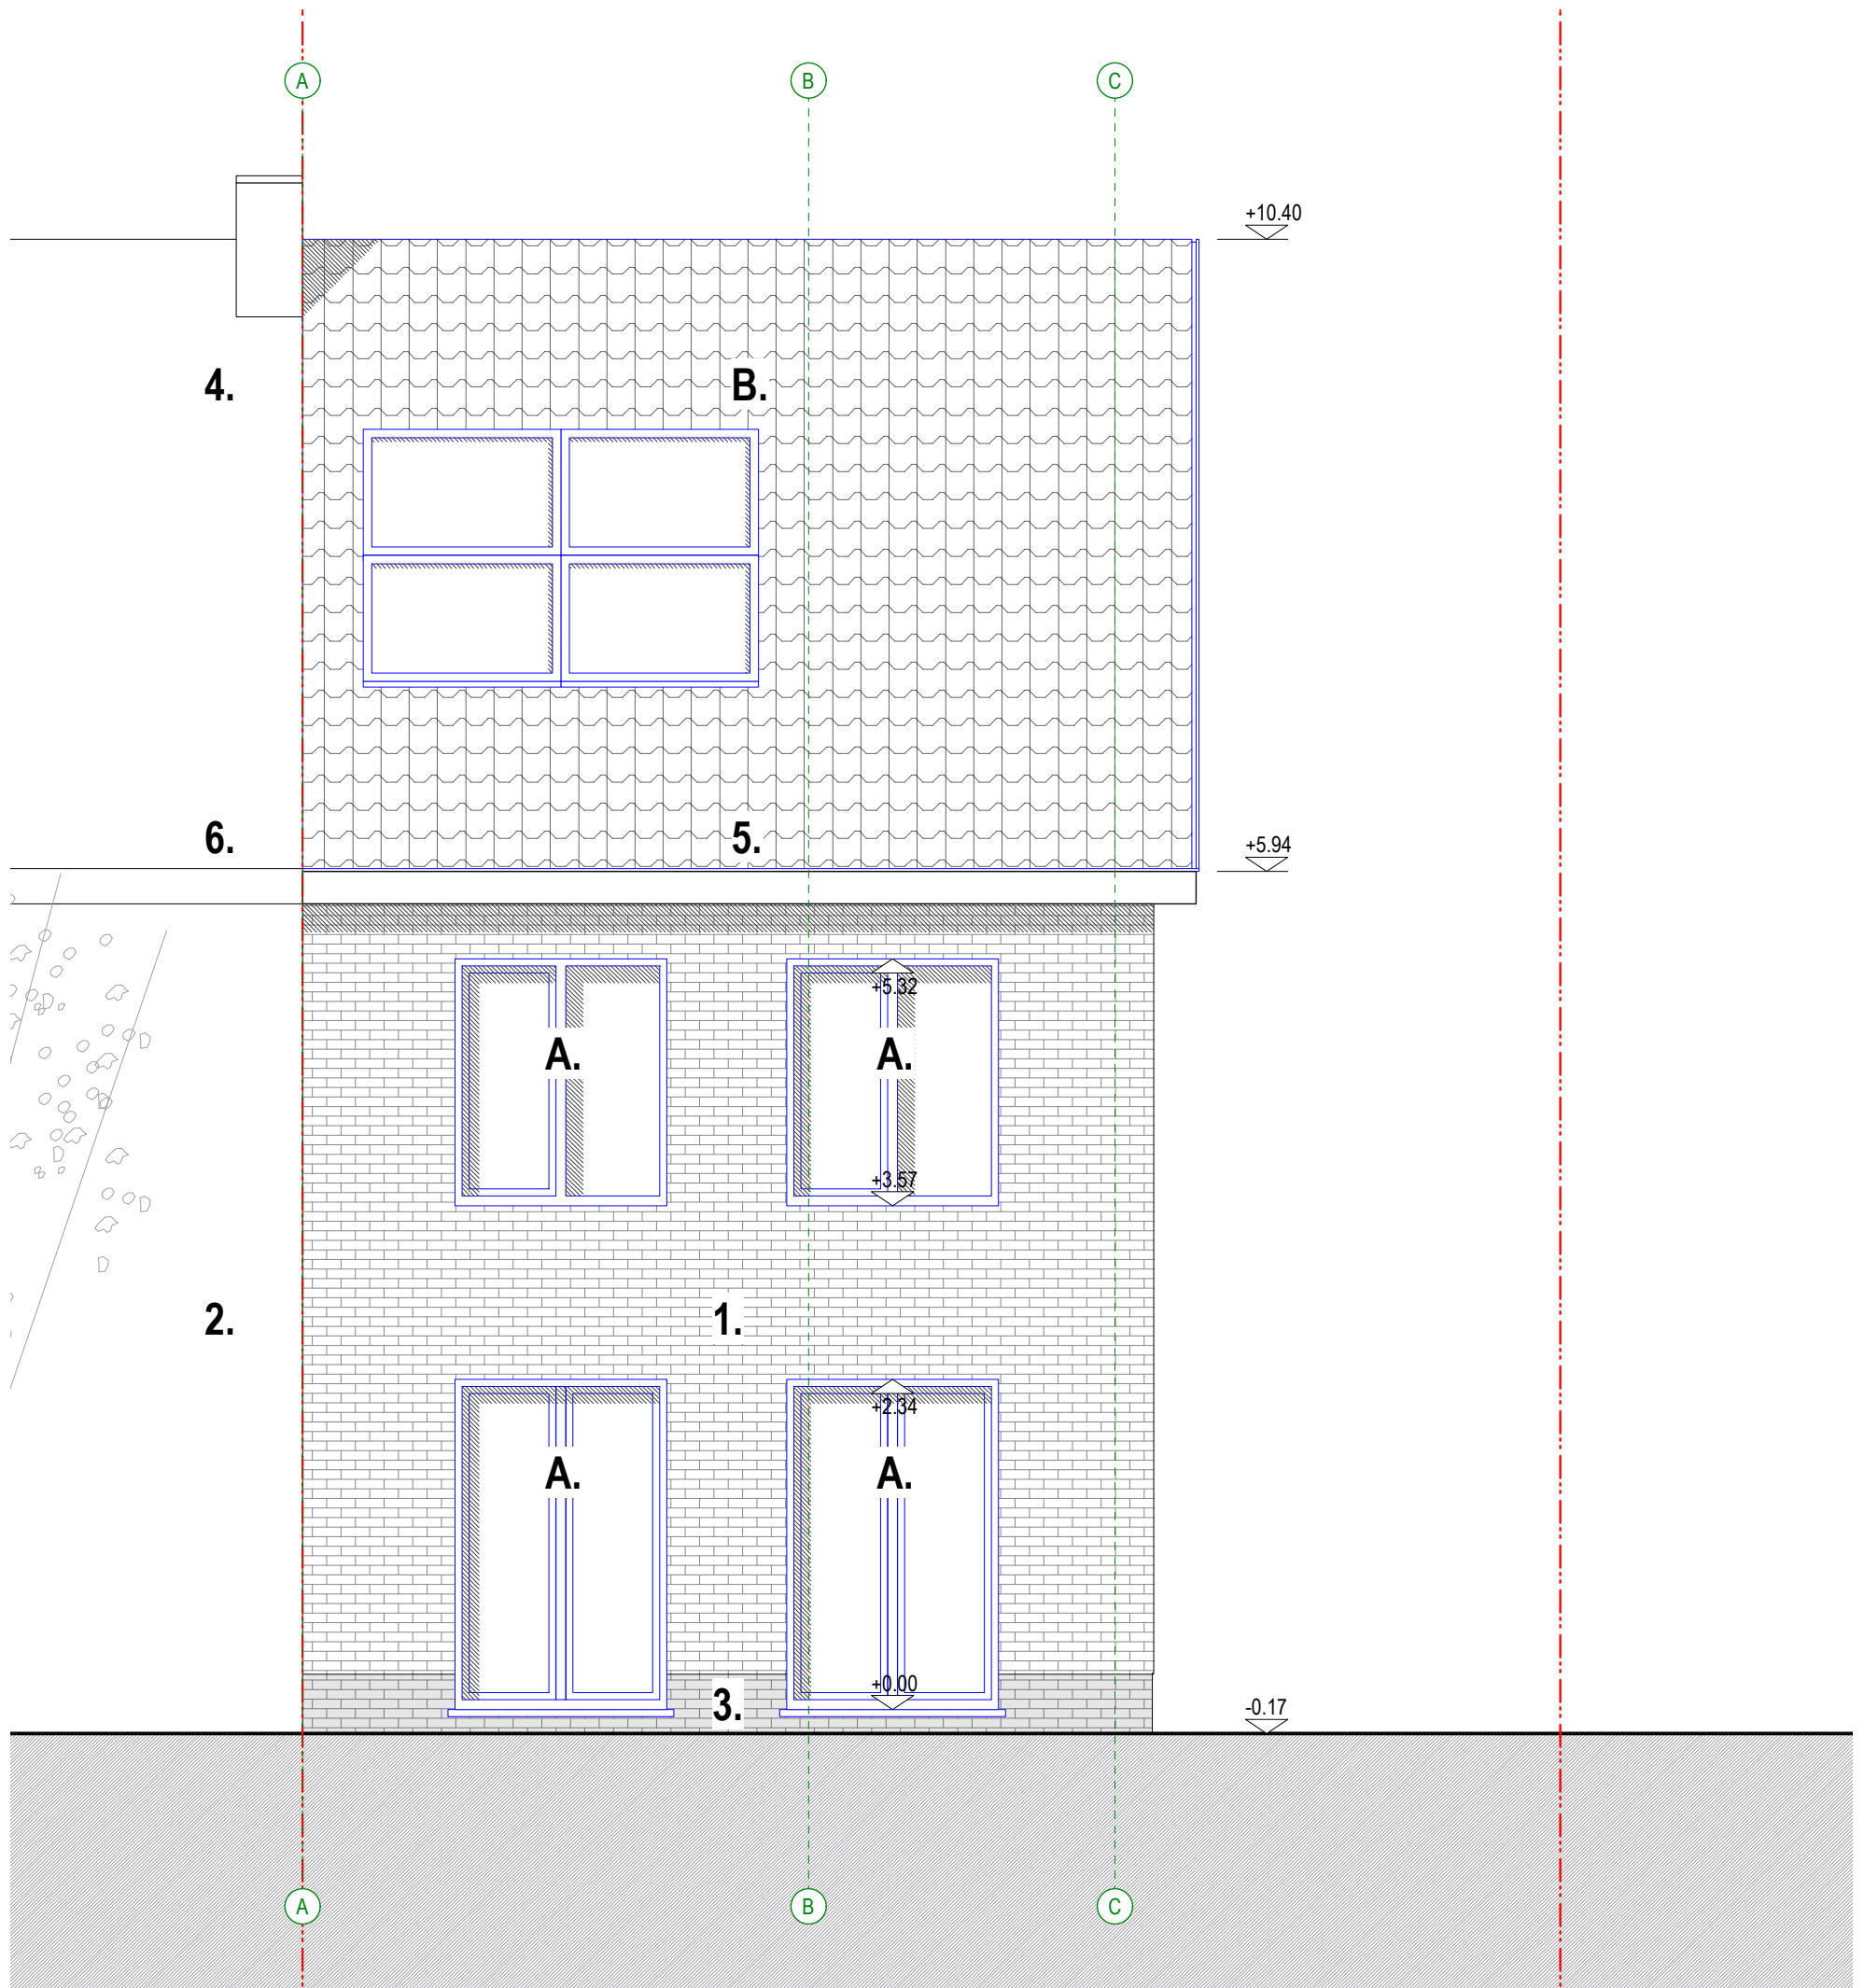 A B C
+10.40
4. B.
6. 5. +5.94
+5.32
A. A.
+3.57
2. 1.
+2.34
A. A.
+0.00
3. -0.17
A B C